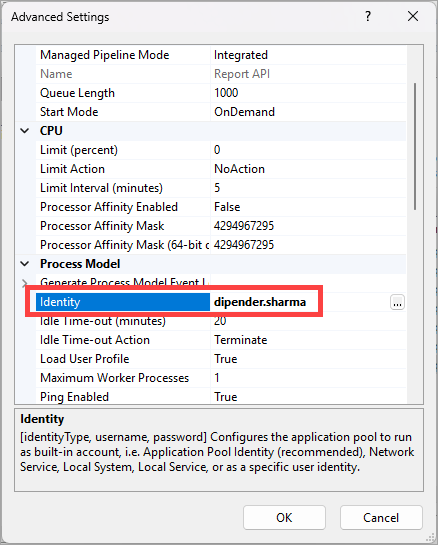 Advanced Settings
Managed Pipeline Mode Integrated
Name Report API
Queue Length 1000
Start Mode OnDemand
CPU
Limit (percent) 0
Limit Action NoAction
Limit Interval (minutes) 5
Processor Affinity Enabled False
Processor Affinity Mask 4294967295
Processor Affinity Mask (64-bit 4294967295
Process Model
Generate Process Model Event
Identity dipender.sharma ...
Idle Time-out (minutes) 20
Idle Time-out Action Terminate
Load User Profile True
Maximum Worker Processes 1
Ping Enabled True
Identity
[identityType, username, password] Configures the application pool to run
as built-in account, i.e. Application Pool Identity (recommended), Network
Service, Local System, Local Service, or as a specific user identity.
OK Cancel